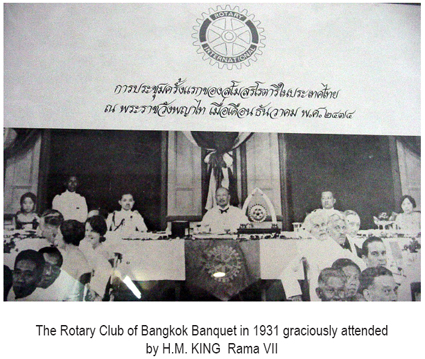 ROTARY
INTERNATIONAL
การประชุมครั้งแรกของสโมสรโรตารีในประเทศไทย
ณ พระราชวังพญาไท เมื่อเดือนธันวาคม พ.ศ. ๒๔๗๔
The Rotary Club of Bangkok Banquet in 1931 graciously attended
by H.M. KING Rama VII